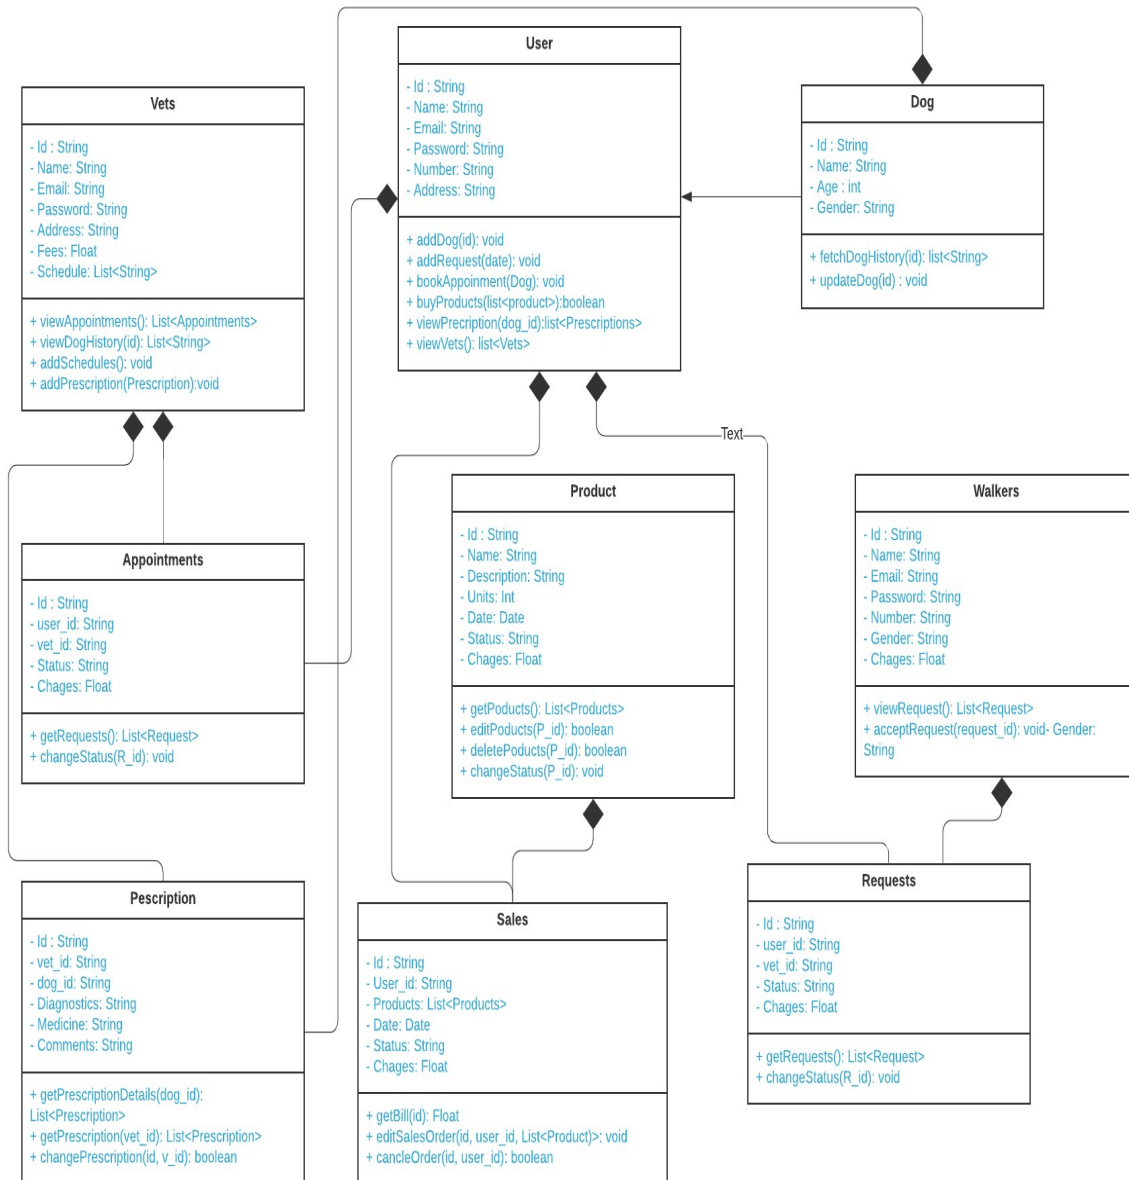 User
- Id : String
- Name: String
- Email: String
- Password: String
- Number: String
- Address: String
+ addDog(id): void
+ addRequest(date): void
+ bookAppoinment(Dog): void
+ buyProducts(list<product>):boolean
+ viewPrecription(dog_id):list<Prescriptions>
+ viewVets(): list<Vets>
Vets
- Id : String
- Name: String
- Email: String
- Password: String
- Address: String
- Fees: Float
- Schedule: List<String>
+ viewAppointments(): List<Appointments>
+ viewDogHistory(id): List<String>
+ addSchedules(): void
+ addPrescription(Prescription):void
Dog
- Id : String
- Name: String
- Age : int
- Gender: String
+ fetchDogHistory(id): list<String>
+ updateDog(id) : void
Text
Product
- Id : String
- Name: String
- Description: String
- Units: Int
- Date: Date
- Status: String
- Chages: Float
+ getPoducts(): List<Products>
+ editPoducts(P_id): boolean
+ deletePoducts(P_id): boolean
+ changeStatus(P_id): void
Walkers
- Id : String
- Name: String
- Email: String
- Password: String
- Number: String
- Gender: String
- Chages: Float
+ viewRequest(): List<Request>
+ acceptRequest(request_id): void- Gender:
String
Appointments
- Id : String
- user_id: String
- vet_id: String
- Status: String
- Chages: Float
+ getRequests(): List<Request>
+ changeStatus(R_id): void
Pescription
- Id : String
- vet_id: String
- dog_id: String
- Diagnostics: String
- Medicine: String
- Comments: String
+ getPrescriptionDetails(dog_id):
List<Prescription>
+ getPrescription(vet_id): List<Prescription>
+ changePrescription(id, v_id): boolean
Sales
- Id : String
- User_id: String
- Products: List<Products>
- Date: Date
- Status: String
- Chages: Float
+ getBill(id): Float
+ editSalesOrder(id, user_id, List<Product)>: void
+ cancleOrder(id, user_id): boolean
Requests
- Id : String
- user_id: String
- vet_id: String
- Status: String
- Chages: Float
+ getRequests(): List<Request>
+ changeStatus(R_id): void